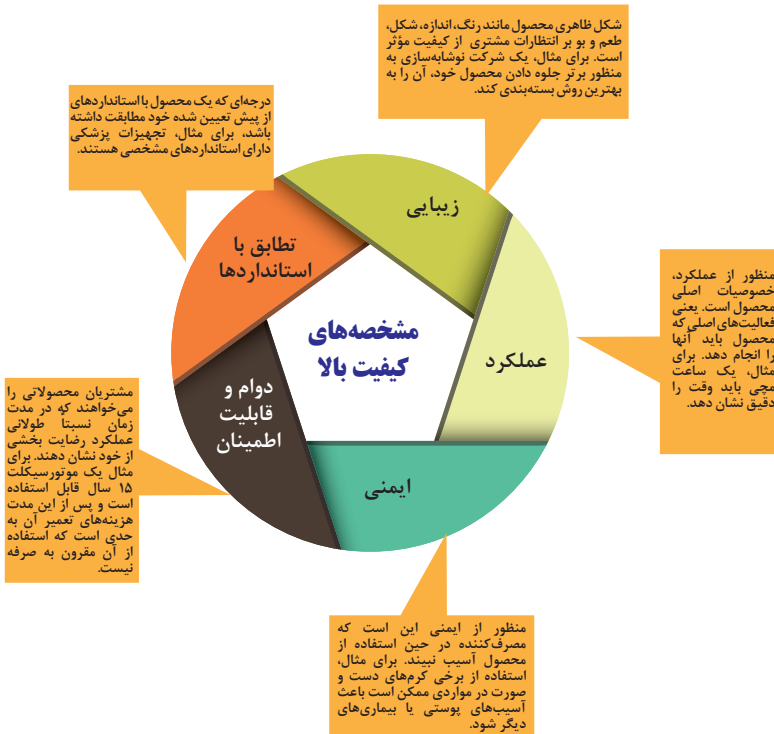 شکل ظاهری محصول مانند رنگ، اندازه، شکل،
طعم و بو بر انتظارات مشتری از کیفیت مؤثر
است. برای مثال، یک شرکت نوشابه‌سازی به
منظور برتر جلوه دادن محصول خود، آن را به
بهترین روش بسته‌بندی کند.
درجه‌ای که یک محصول با استانداردهای
از پیش تعیین شده خود مطابقت داشته
باشد، برای مثال، تجهیزات پزشکی
دارای استانداردهای مشخصی هستند.
زیبایی
تطابق با
استانداردها
مشخصه‌های
کیفیت بالا
عملکرد
منظور از عملکرد،
خصوصیات اصلی
محصول است. یعنی
فعالیت‌های اصلی که
محصول باید آنها
را انجام دهد. برای
مثال، یک ساعت
مچی باید وقت را
دقیق نشان دهد.
دوام و
قابلیت
اطمینان
ایمنی
مشتریان محصولاتی را
می‌خواهند که در مدت
زمان نسبتاً طولانی
عملکرد رضایت بخشی
از خود نشان دهند. برای
مثال یک موتورسیکلت
۱۵ سال قابل استفاده
است و پس از این مدت
هزینه‌های تعمیر آن به
حدی است که استفاده
از آن مقرون به صرفه
نیست.
منظور از ایمنی این است که
مصرف‌کننده در حین استفاده از
محصول آسیب نبیند. برای مثال،
استفاده از برخی کرم‌های دست و
صورت در مواردی ممکن است باعث
آسیب‌های پوستی یا بیماری‌های
دیگر شود.